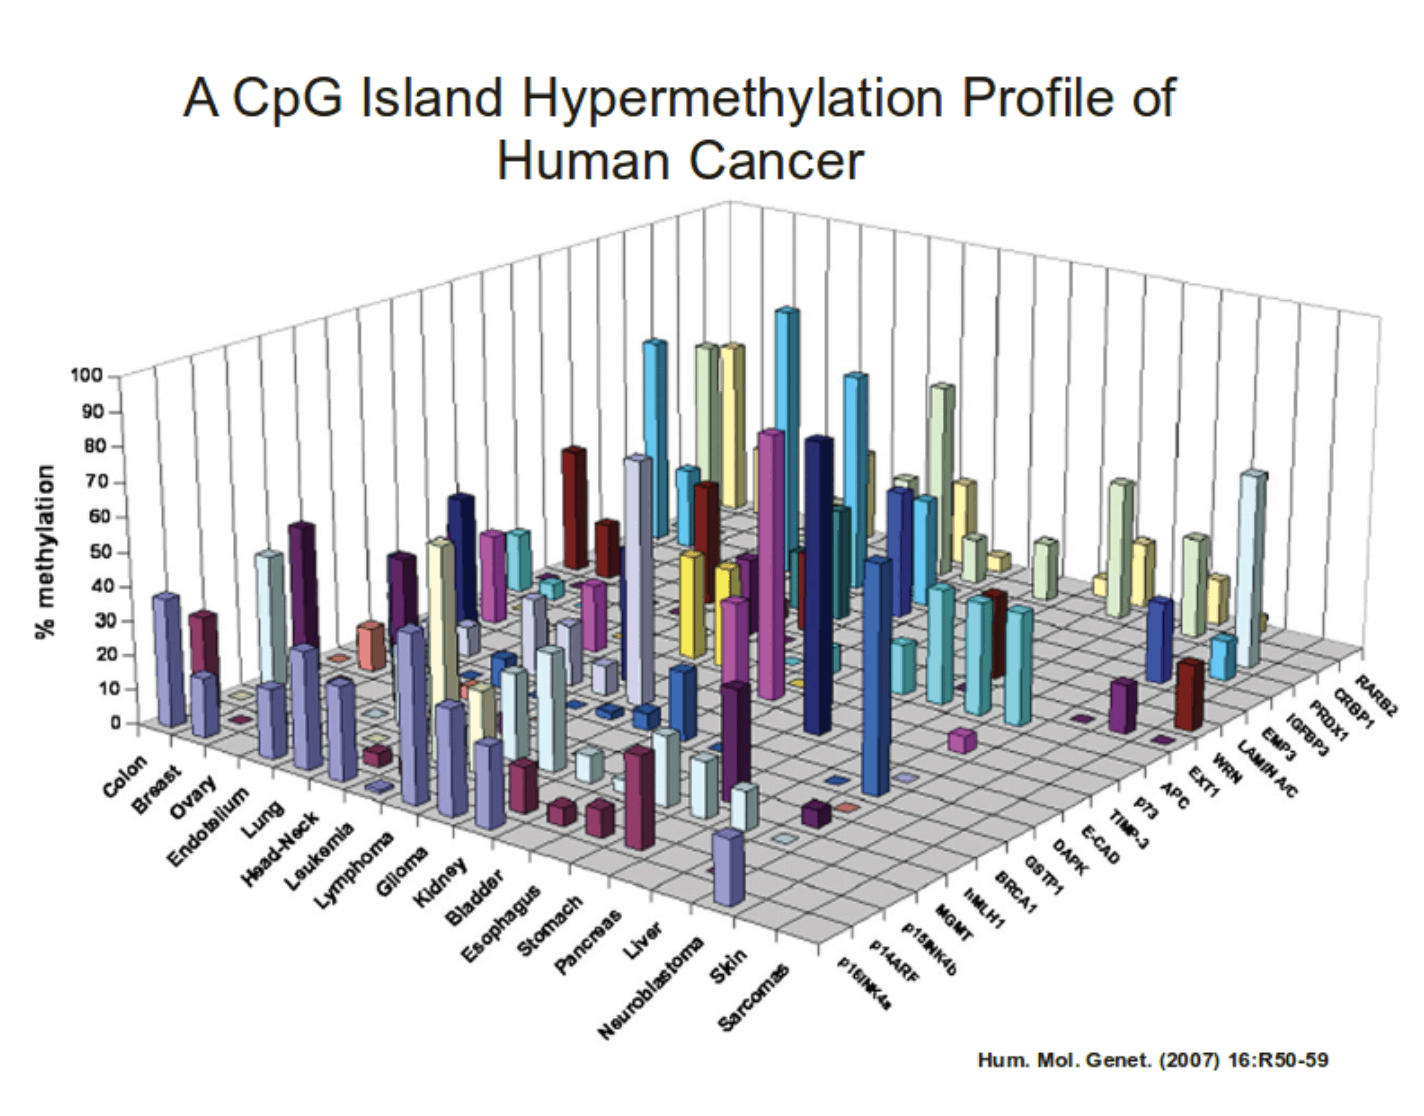 A CpG Island Hypermethylation Profile of
Human Cancer
% methylation
100
90
80
70
60
50
40
30
20
10
0
Colon
Breast
Ovary
Endotelium
Lung
Head-Neck
Leukemia
Lymphoma
Glioma
Kidney
Bladder
Esophagus
Stomach
Pancreas
Liver
Neuroblastoma
Skin
Sarcomas
p16INK4a
p14ARF
p15INK4b
MGMT
hMLH1
BRCA1
GSTP1
DAPK
E-CAD
TIMP-3
p73
APC
EXT1
WRN
LAMIN A/C
EMP3
IGFBP3
PRDX1
CRBP1
RARB2
Hum. Mol. Genet. (2007) 16:R50-59